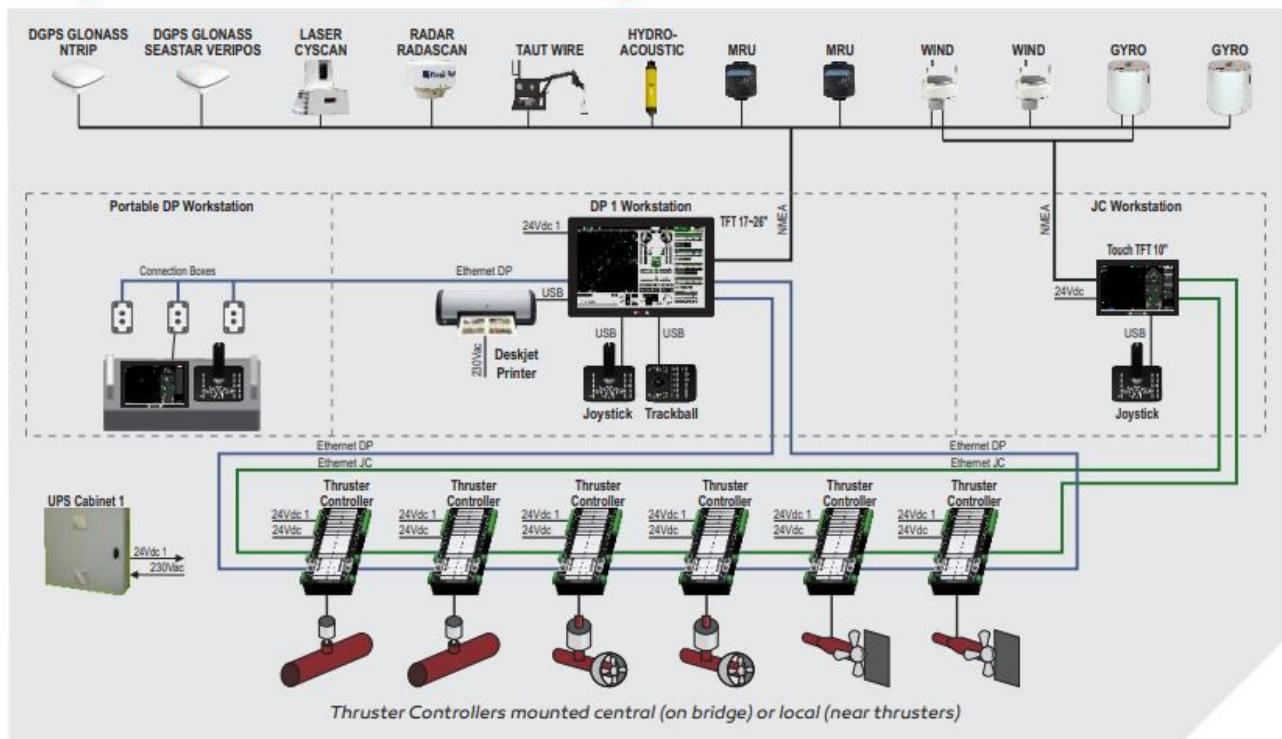 DGPS GLONASS
NTRIP
DGPS GLONASS
SEASTAR VERIPOS
LASER
CYSCAN
RADAR
RADASCAN
TAUT WIRE
HYDRO-
ACOUSTIC
MRU
MRU
WIND
WIND
GYRO
GYRO
Portable DP Workstation
DP 1 Workstation
JC Workstation
24Vdc 1
TFT 17~26"
NMEA
NMEA
Touch TFT 10"
Connection Boxes
Ethernet DP
USB
24Vdc
230Vac
Deskjet
Printer
USB
USB
USB
Joystick
Trackball
Joystick
Ethernet DP
Ethernet DP
Ethernet JC
Ethernet JC
UPS Cabinet 1
24Vdc 1
230Vac
Thruster
Controller
24Vdc 1
24Vdc
Thruster
Controller
24Vdc 1
24Vdc
Thruster
Controller
24Vdc 1
24Vdc
Thruster
Controller
24Vdc 1
24Vdc
Thruster
Controller
24Vdc 1
24Vdc
Thruster
Controller
24Vdc 1
24Vdc
Thruster Controllers mounted central (on bridge) or local (near thrusters)